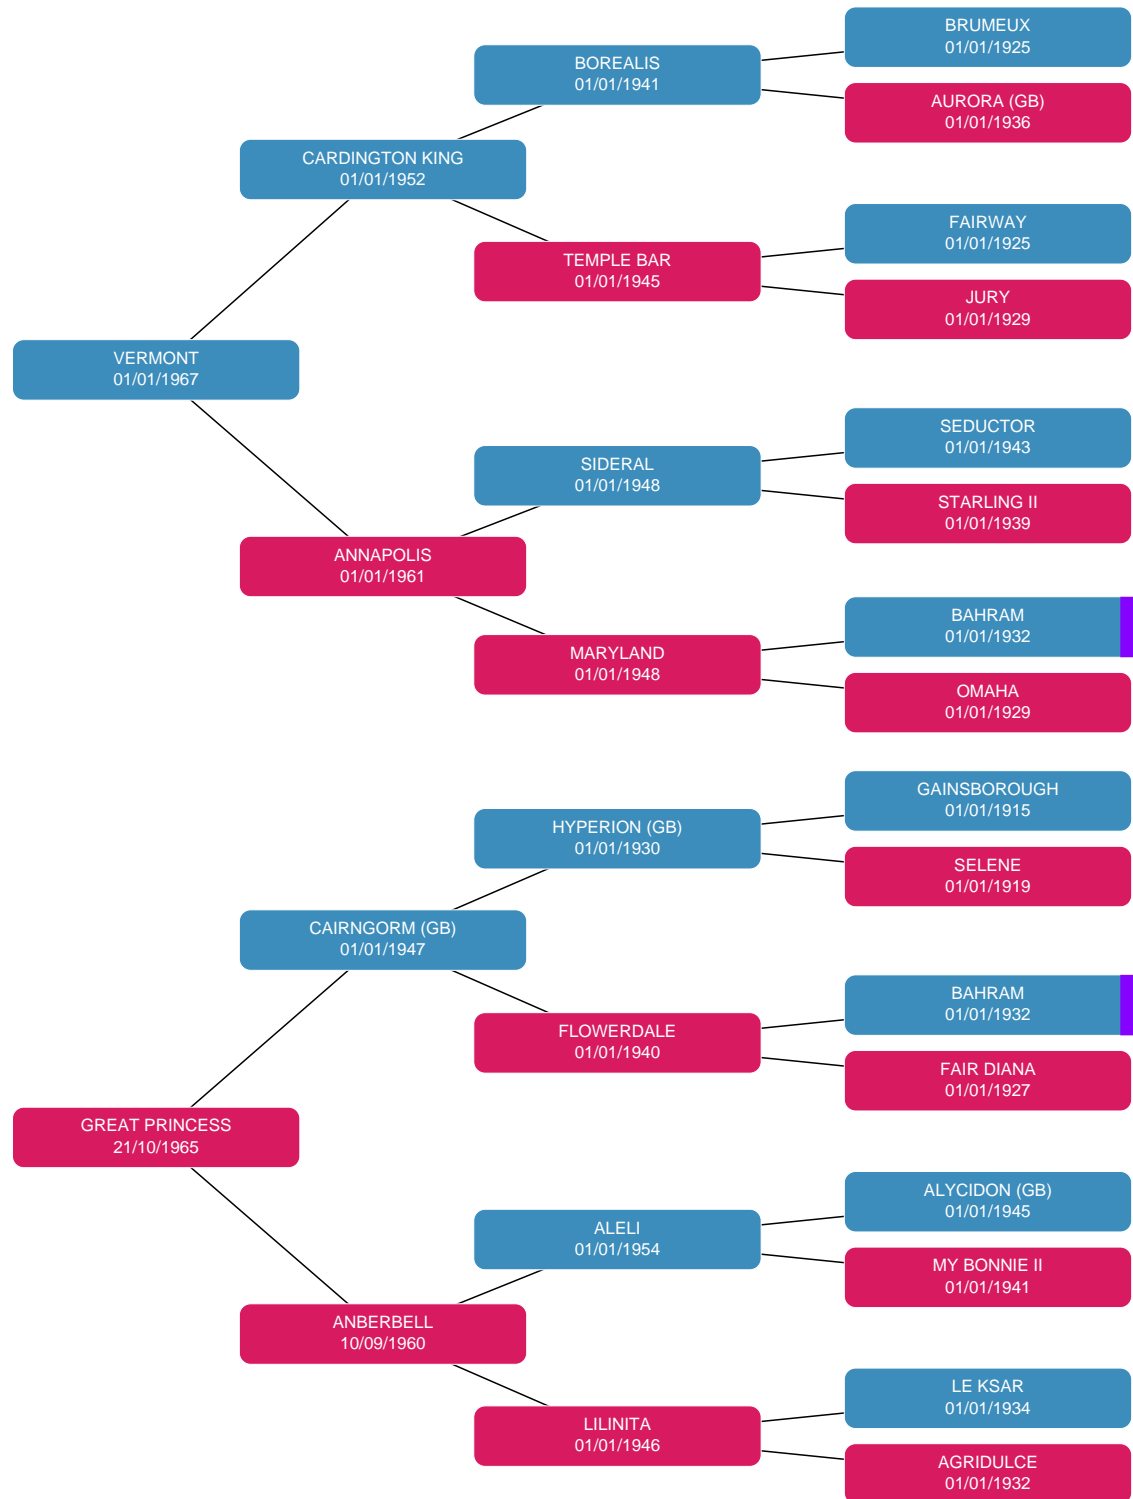 BRUMEUX
01/01/1925
BOREALIS
01/01/1941
AURORA (GB)
01/01/1936
CARDINGTON KING
01/01/1952
FAIRWAY
01/01/1925
TEMPLE BAR
01/01/1945
JURY
01/01/1929
VERMONT
01/01/1967
SEDUCTOR
01/01/1943
SIDERAL
01/01/1948
STARLING II
01/01/1939
ANNAPOLIS
01/01/1961
BAHRAM
01/01/1932
MARYLAND
01/01/1948
OMAHA
01/01/1929
GAINSBOROUGH
01/01/1915
HYPERION (GB)
01/01/1930
SELENE
01/01/1919
CAIRNGORM (GB)
01/01/1947
BAHRAM
01/01/1932
FLOWERDALE
01/01/1940
FAIR DIANA
01/01/1927
GREAT PRINCESS
21/10/1965
ALYCIDON (GB)
01/01/1945
ALELI
01/01/1954
MY BONNIE II
01/01/1941
ANBERBELL
10/09/1960
LE KSAR
01/01/1934
LILINITA
01/01/1946
AGRIDULCE
01/01/1932